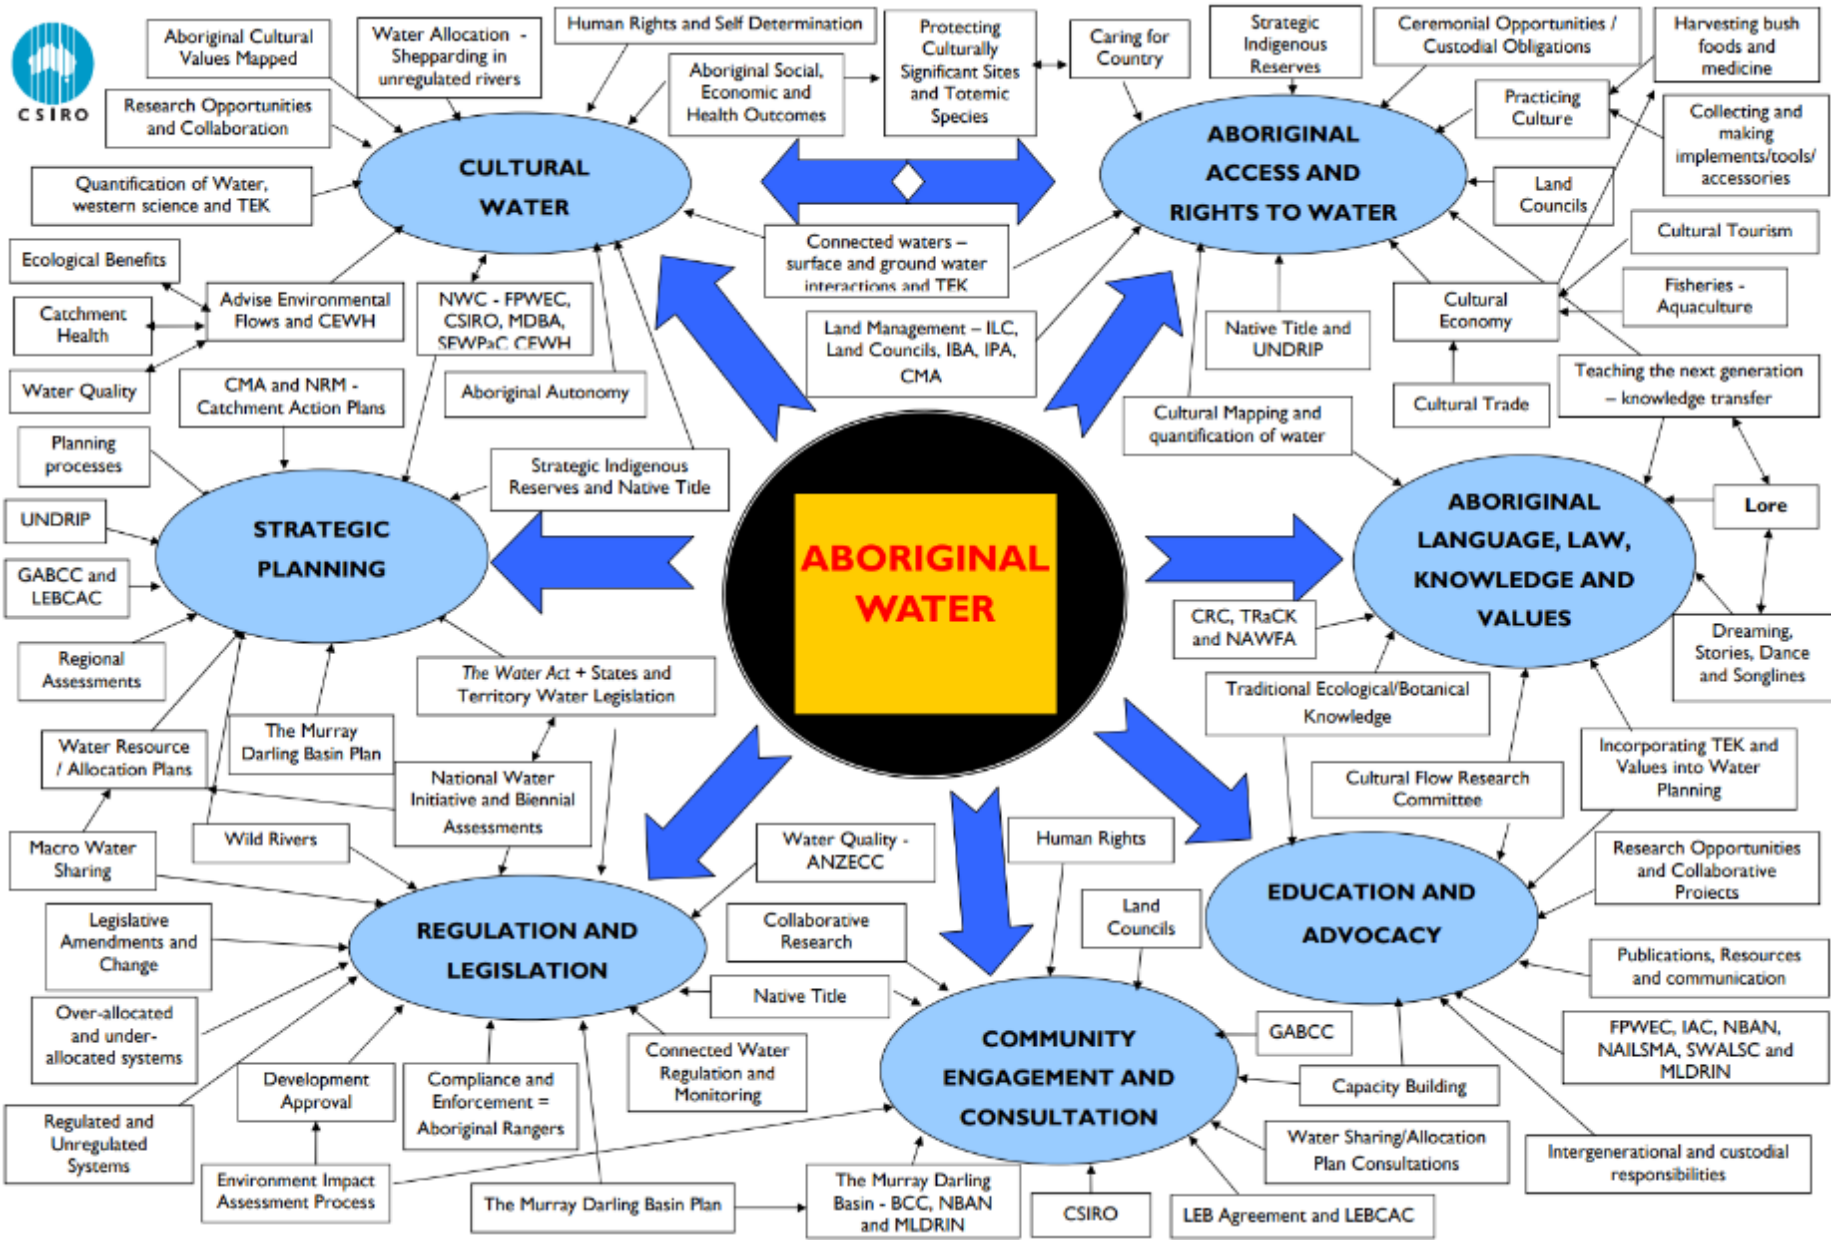 CSIRO
Aboriginal Cultural
Values Mapped
Water Allocation -
Shepparding in
unregulated rivers
Human Rights and Self Determination
Protecting
Culturally
Significant Sites
and Totemic
Species
Caring for
Country
Strategic
Indigenous
Reserves
Ceremonial Opportunities /
Custodial Obligations
Harvesting bush
foods and
medicine
Research Opportunities
and Collaboration
Aboriginal Social,
Economic and
Health Outcomes
Practicing
Culture
Collecting and
making
implements/tools/
accessories
CULTURAL
WATER
ABORIGINAL
ACCESS AND
RIGHTS TO WATER
Quantification of Water,
western science and TEK
Land
Councils
Cultural Tourism
Ecological Benefits
Connected waters –
surface and ground water
interactions and TEK
Catchment
Health
Advise Environmental
Flows and CEWH
NWC - FPWEC,
CSIRO, MDBA,
SEWPaC CEWH
Land Management – ILC,
Land Councils, IBA, IPA,
CMA
Native Title and
UNDRIP
Cultural
Economy
Fisheries -
Aquaculture
Water Quality
CMA and NRM -
Catchment Action Plans
Aboriginal Autonomy
Cultural Mapping and
quantification of water
Cultural Trade
Teaching the next generation
– knowledge transfer
Planning
processes
Strategic Indigenous
Reserves and Native Title
UNDRIP
STRATEGIC
PLANNING
ABORIGINAL
WATER
ABORIGINAL
LANGUAGE, LAW,
KNOWLEDGE AND
VALUES
Lore
GABCC and
LEBCAC
CRC, TRaCK
and NAWFA
Dreaming,
Stories, Dance
and Songlines
Regional
Assessments
The Water Act + States and
Territory Water Legislation
Traditional Ecological/Botanical
Knowledge
Water Resource
/ Allocation Plans
The Murray
Darling Basin Plan
National Water
Initiative and Biennial
Assessments
Cultural Flow Research
Committee
Incorporating TEK and
Values into Water
Planning
Macro Water
Sharing
Wild Rivers
Water Quality -
ANZECC
Human Rights
Research Opportunities
and Collaborative
Projects
Legislative
Amendments and
Change
REGULATION AND
LEGISLATION
Collaborative
Research
Land
Councils
EDUCATION AND
ADVOCACY
Publications, Resources
and communication
Native Title
Over-allocated
and under-
allocated systems
Connected Water
Regulation and
Monitoring
COMMUNITY
ENGAGEMENT AND
CONSULTATION
GABCC
FPWEC, IAC, NBAN,
NAILSMA, SWALSC and
MLDRIN
Development
Approval
Compliance and
Enforcement =
Aboriginal Rangers
Capacity Building
Regulated and
Unregulated
Systems
Water Sharing/Allocation
Plan Consultations
Intergenerational and custodial
responsibilities
Environment Impact
Assessment Process
The Murray Darling Basin Plan
The Murray Darling
Basin - BCC, NBAN
and MLDRIN
CSIRO
LEB Agreement and LEBCAC